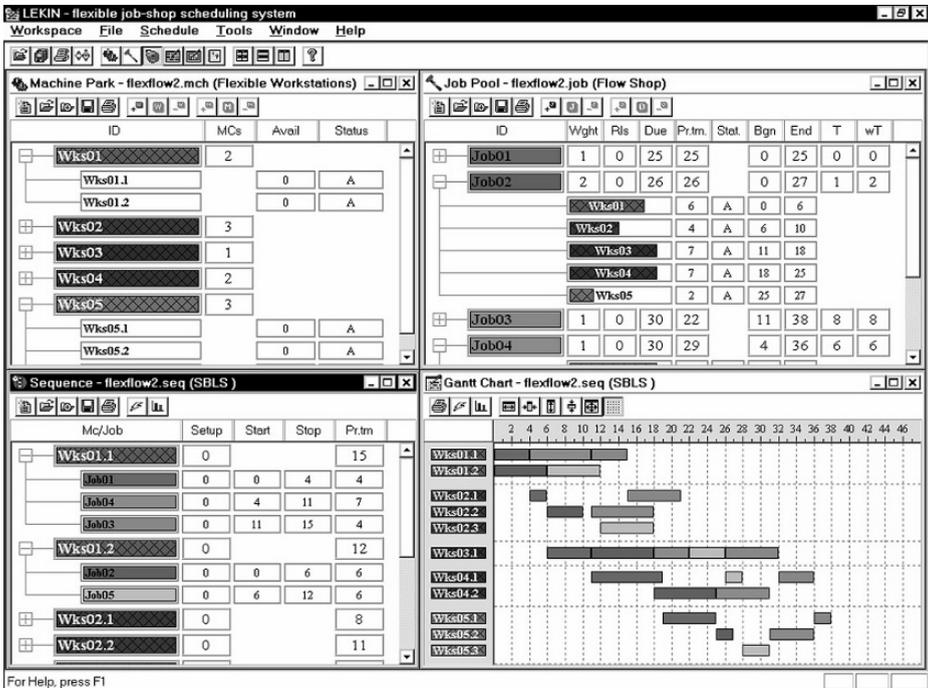 LEKIN - flexible job-shop scheduling system
Workspace File Schedule Tools Window Help
Machine Park - flexflow2.mch (Flexible Workstations)
ID MCs Avail Status
Wks01 2
Wks01.1 0 A
Wks01.2 0 A
Wks02 3
Wks03 1
Wks04 2
Wks05 3
Wks05.1 0 A
Wks05.2 0 A
Job Pool - flexflow2.job (Flow Shop)
ID Wght Rls Due Pr.tm. Stat. Bgn End T wT
Job01 1 0 25 25 0 25 0 0
Job02 2 0 26 26 0 27 1 2
Wks01 6 A 0 6
Wks02 4 A 6 10
Wks03 7 A 11 18
Wks04 7 A 18 25
Wks05 2 A 25 27
Job03 1 0 30 22 11 38 8 8
Job04 1 0 30 29 4 36 6 6
Sequence - flexflow2.seq (SBLS )
Mc/Job Setup Start Stop Pr.tm
Wks01.1 0 15
Job01 0 0 4 4
Job04 0 4 11 7
Job03 0 11 15 4
Wks01.2 0 12
Job02 0 0 6 6
Job05 0 6 12 6
Wks02.1 0 8
Wks02.2 0 11
Gantt Chart - flexflow2.seq (SBLS )
2 4 6 8 10 12 14 16 18 20 22 24 26 28 30 32 34 36 38 40 42 44 46
Wks01.1
Wks01.2
Wks02.1
Wks02.2
Wks02.3
Wks03.1
Wks04.1
Wks04.2
Wks05.1
Wks05.2
Wks05.3
For Help, press F1